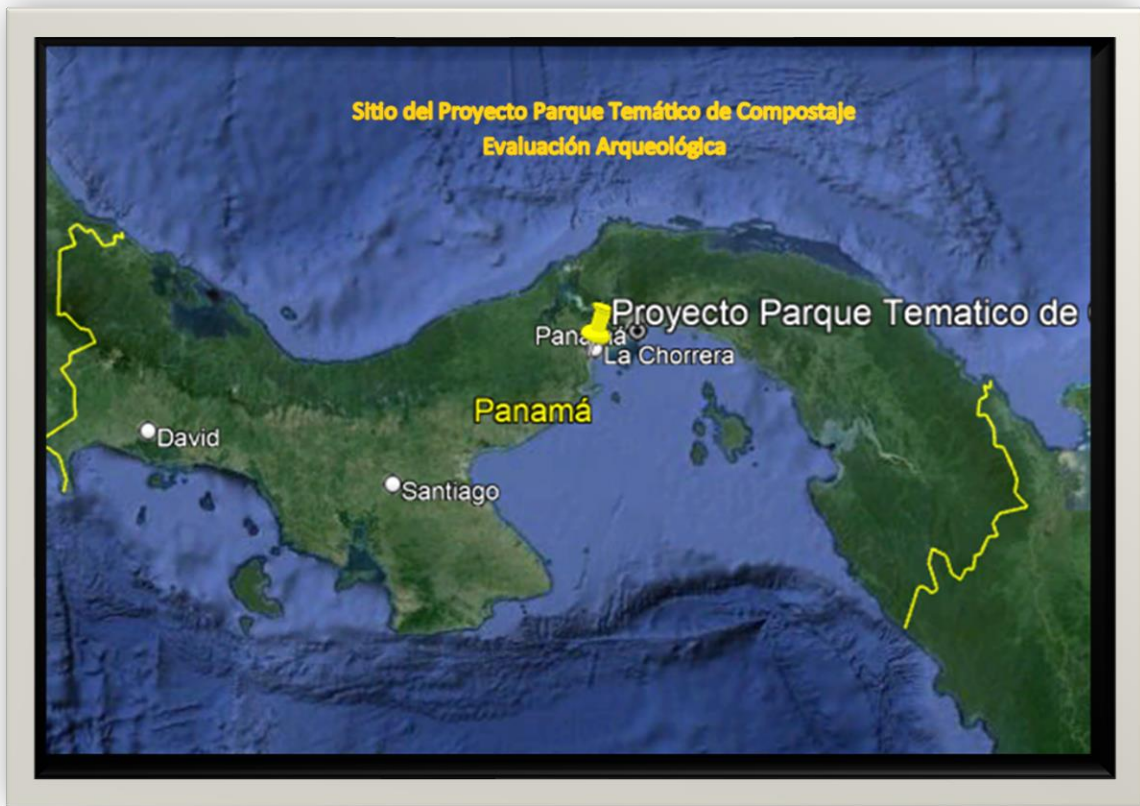 Sitio del Proyecto Parque Temático de Compostaje
Evaluación Arqueológica
Proyecto Parque Tematico de
Panamá
La Chorrera
Panamá
David
Santiago